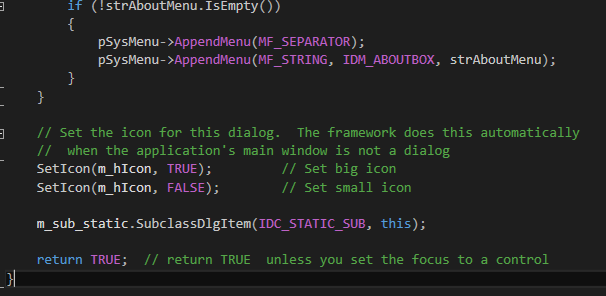 if (!strAboutMenu.IsEmpty())
{
pSysMenu->AppendMenu(MF_SEPARATOR);
pSysMenu->AppendMenu(MF_STRING, IDM_ABOUTBOX, strAboutMenu);
}
}
// Set the icon for this dialog.  The framework does this automatically
//  when the application's main window is not a dialog
SetIcon(m_hIcon, TRUE);         // Set big icon
SetIcon(m_hIcon, FALSE);        // Set small icon
m_sub_static.SubclassDlgItem(IDC_STATIC_SUB, this);
return TRUE;  // return TRUE  unless you set the focus to a control
}